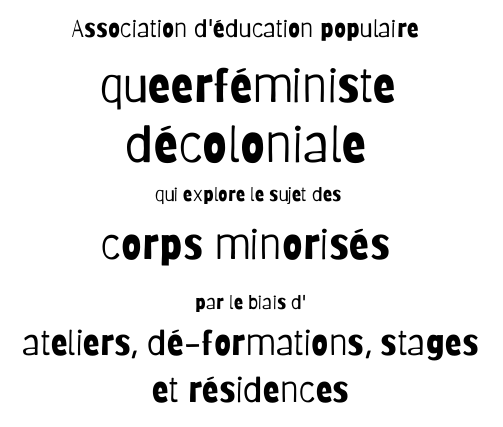 Association d'éducation populaire
queerféministe
décoloniale
qui explore le sujet des
corps minorisés
par le biais d'
ateliers, dé-formations, stages
et résidences